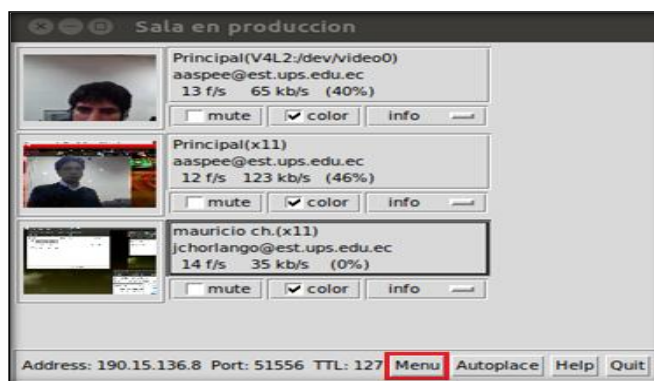 Sala en produccion
Principal(V4L2:/dev/video0)
aaspee@est.ups.edu.ec
13 f/s 65 kb/s (40%)
mute color info
Principal(x11)
aaspee@est.ups.edu.ec
12 f/s 123 kb/s (46%)
mute color info
mauricio ch.(x11)
jchorlango@est.ups.edu.ec
14 f/s 35 kb/s (0%)
mute color info
Address: 190.15.136.8 Port: 51556 TTL: 127 Menu Autoplace Help Quit